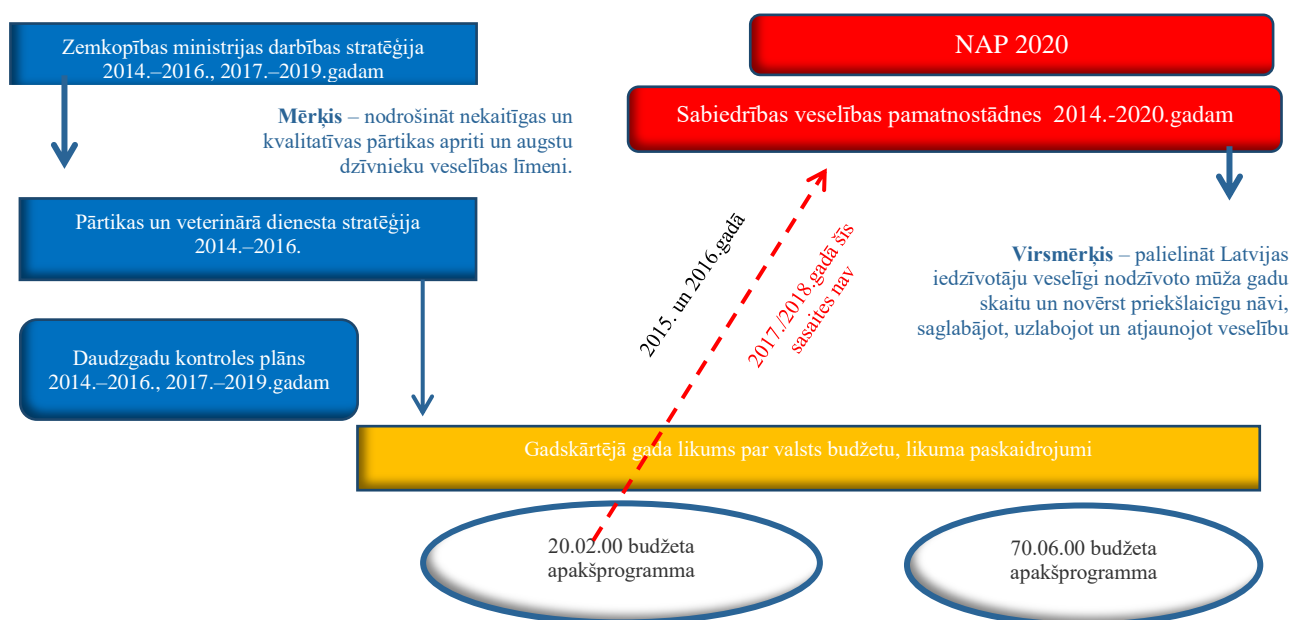 Zemkopības ministrijas darbības stratēģija
2014.–2016., 2017.–2019.gadam
NAP 2020
Sabiedrības veselības pamatnostādnes 2014.-2020.gadam
Mērķis – nodrošināt nekaitīgas un
kvalitatīvas pārtikas apriti un augstu
dzīvnieku veselības līmeni.
Pārtikas un veterinārā dienesta stratēģija
2014.–2016.
2015. un 2016.gadā
2017./2018.gadā šīs
sasaites nav
Virsmērķis – palielināt Latvijas
iedzīvotāju veselīgi nodzīvoto mūža gadu
skaitu un novērst priekšlaicīgu nāvi,
saglabājot, uzlabojot un atjaunojot veselību
Daudzgadu kontroles plāns
2014.–2016., 2017.–2019.gadam
Gadskārtējā gada likums par valsts budžetu, likuma paskaidrojumi
20.02.00 budžeta
apakšprogramma
70.06.00 budžeta
apakšprogramma